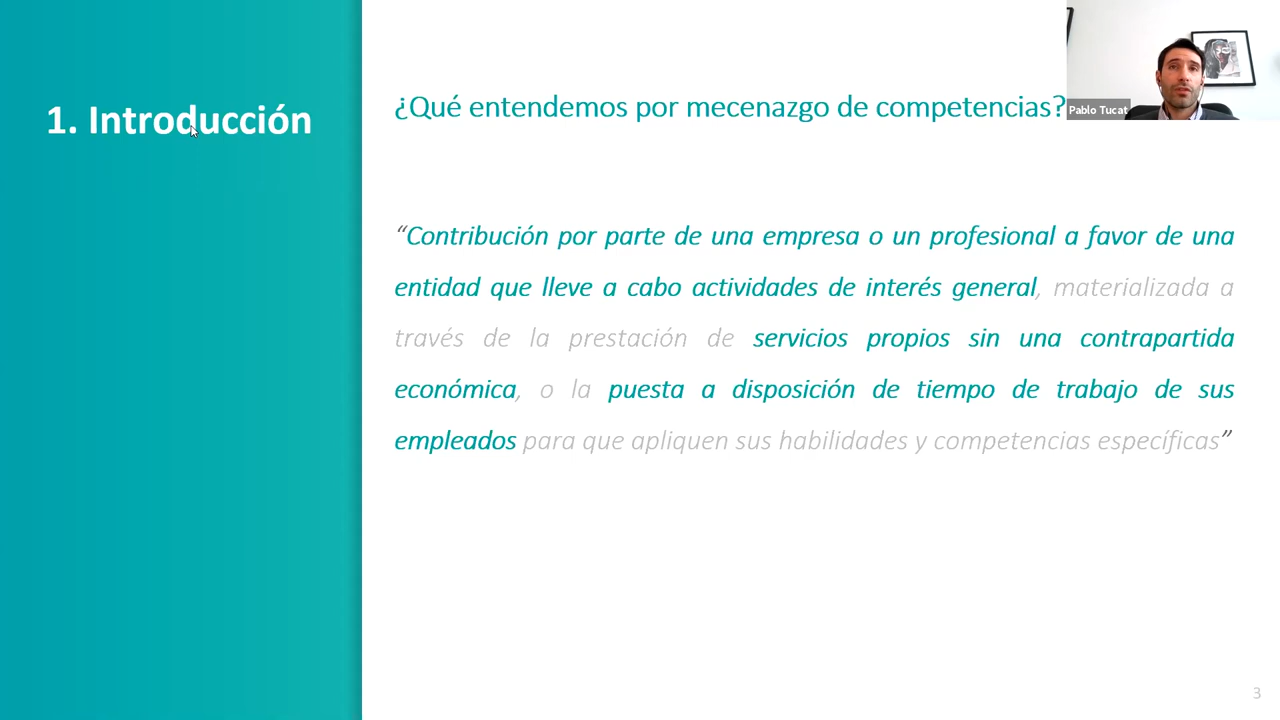 1. Introducción
¿Qué entendemos por mecenazgo de competencias?
Pablo Tucat
“Contribución por parte de una empresa o un profesional a favor de una
entidad que lleve a cabo actividades de interés general, materializada a
través de la prestación de servicios propios sin una contrapartida
económica, o la puesta a disposición de tiempo de trabajo de sus
empleados para que apliquen sus habilidades y competencias específicas”
3